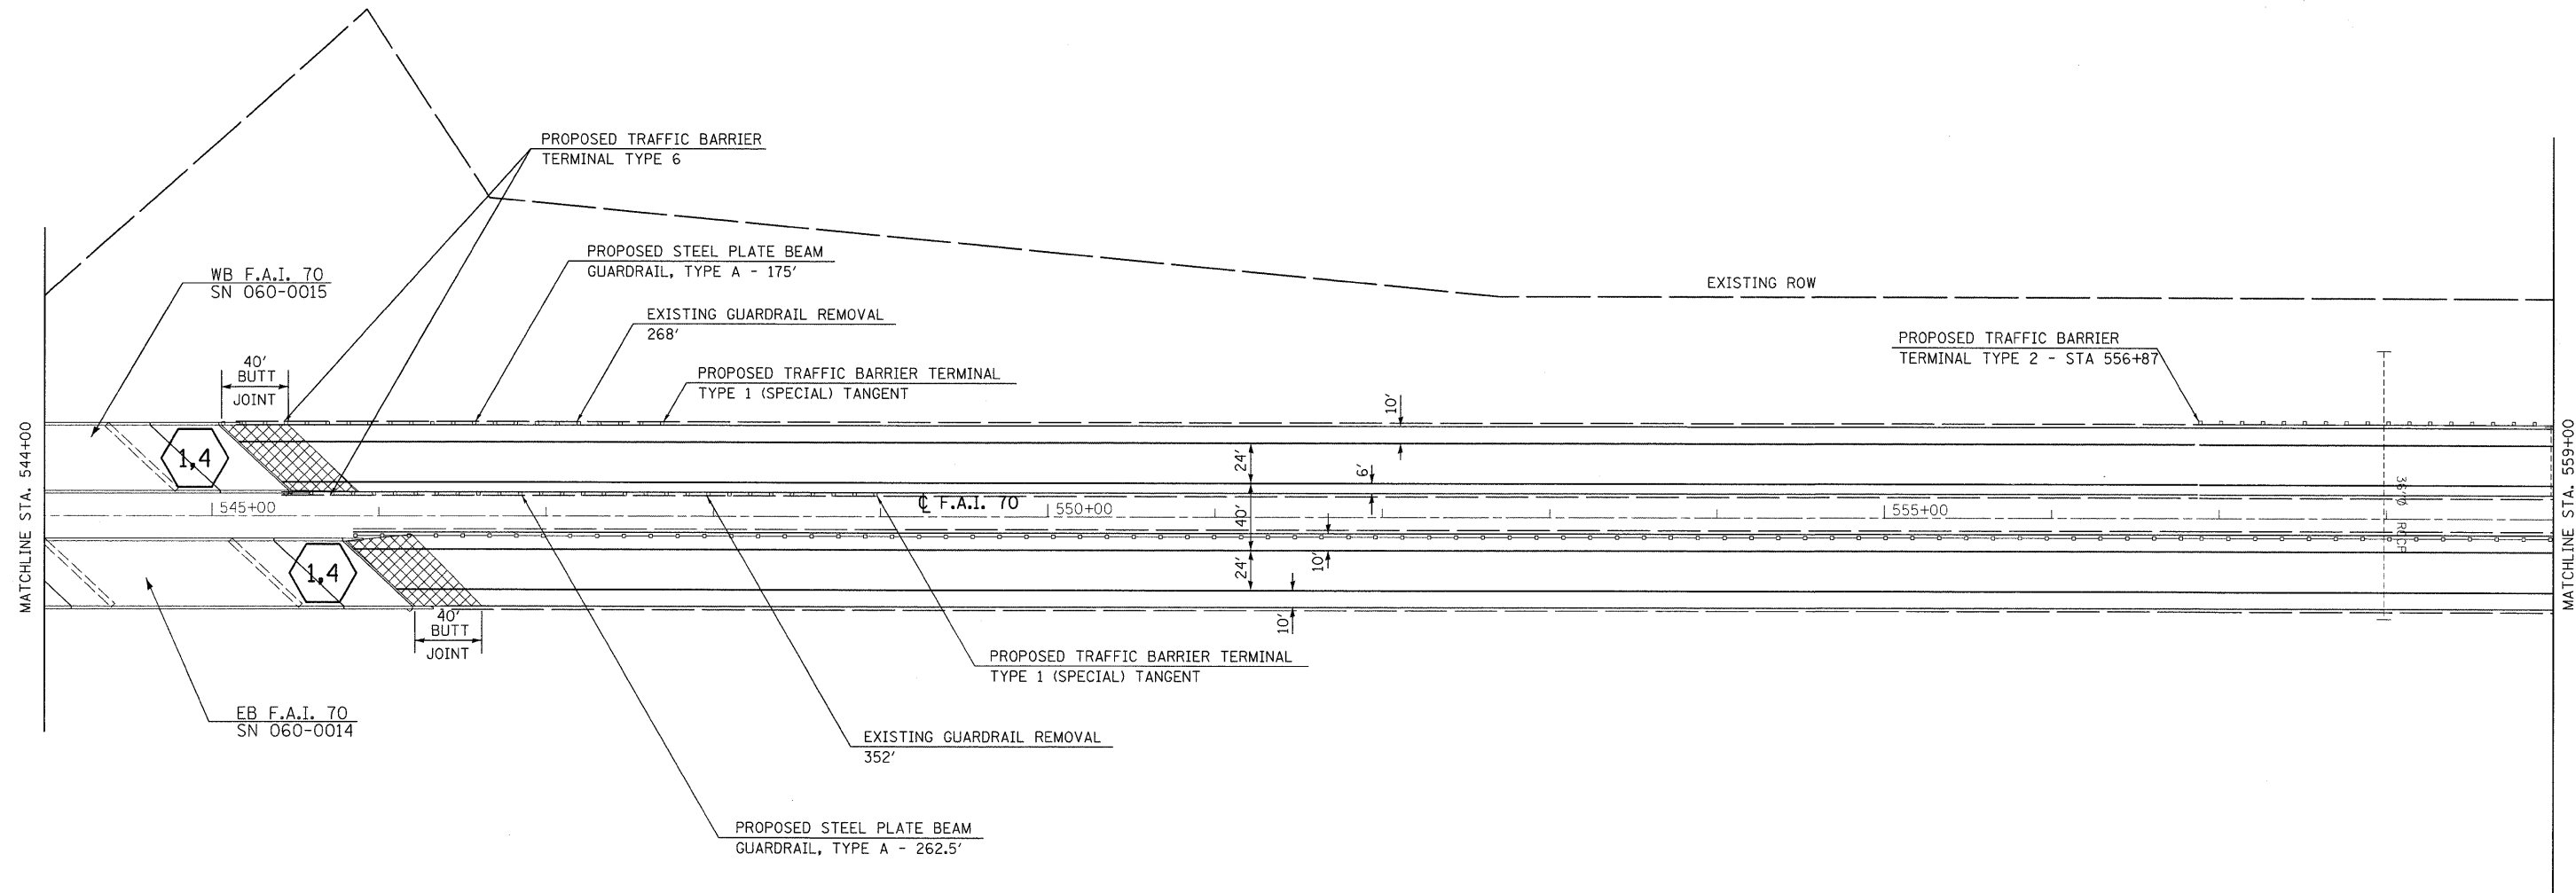 PROPOSED TRAFFIC BARRIER
TERMINAL TYPE 6
PROPOSED STEEL PLATE BEAM
GUARDRAIL, TYPE A - 175'
WB F.A.I. 70
SN 060-0015
EXISTING ROW
EXISTING GUARDRAIL REMOVAL
268'
PROPOSED TRAFFIC BARRIER
TERMINAL TYPE 2 - STA 556+87
40'
BUTT
JOINT
PROPOSED TRAFFIC BARRIER TERMINAL
TYPE 1 (SPECIAL) TANGENT
10'
MATCHLINE STA. 544+00
1,4
24'
6'
36"Ø RCCP
MATCHLINE STA. 559+00
545+00
℄ F.A.I. 70
550+00
40'
555+00
1,4
24'
10'
10'
40'
BUTT
JOINT
PROPOSED TRAFFIC BARRIER TERMINAL
TYPE 1 (SPECIAL) TANGENT
EB F.A.I. 70
SN 060-0014
EXISTING GUARDRAIL REMOVAL
352'
PROPOSED STEEL PLATE BEAM
GUARDRAIL, TYPE A - 262.5'